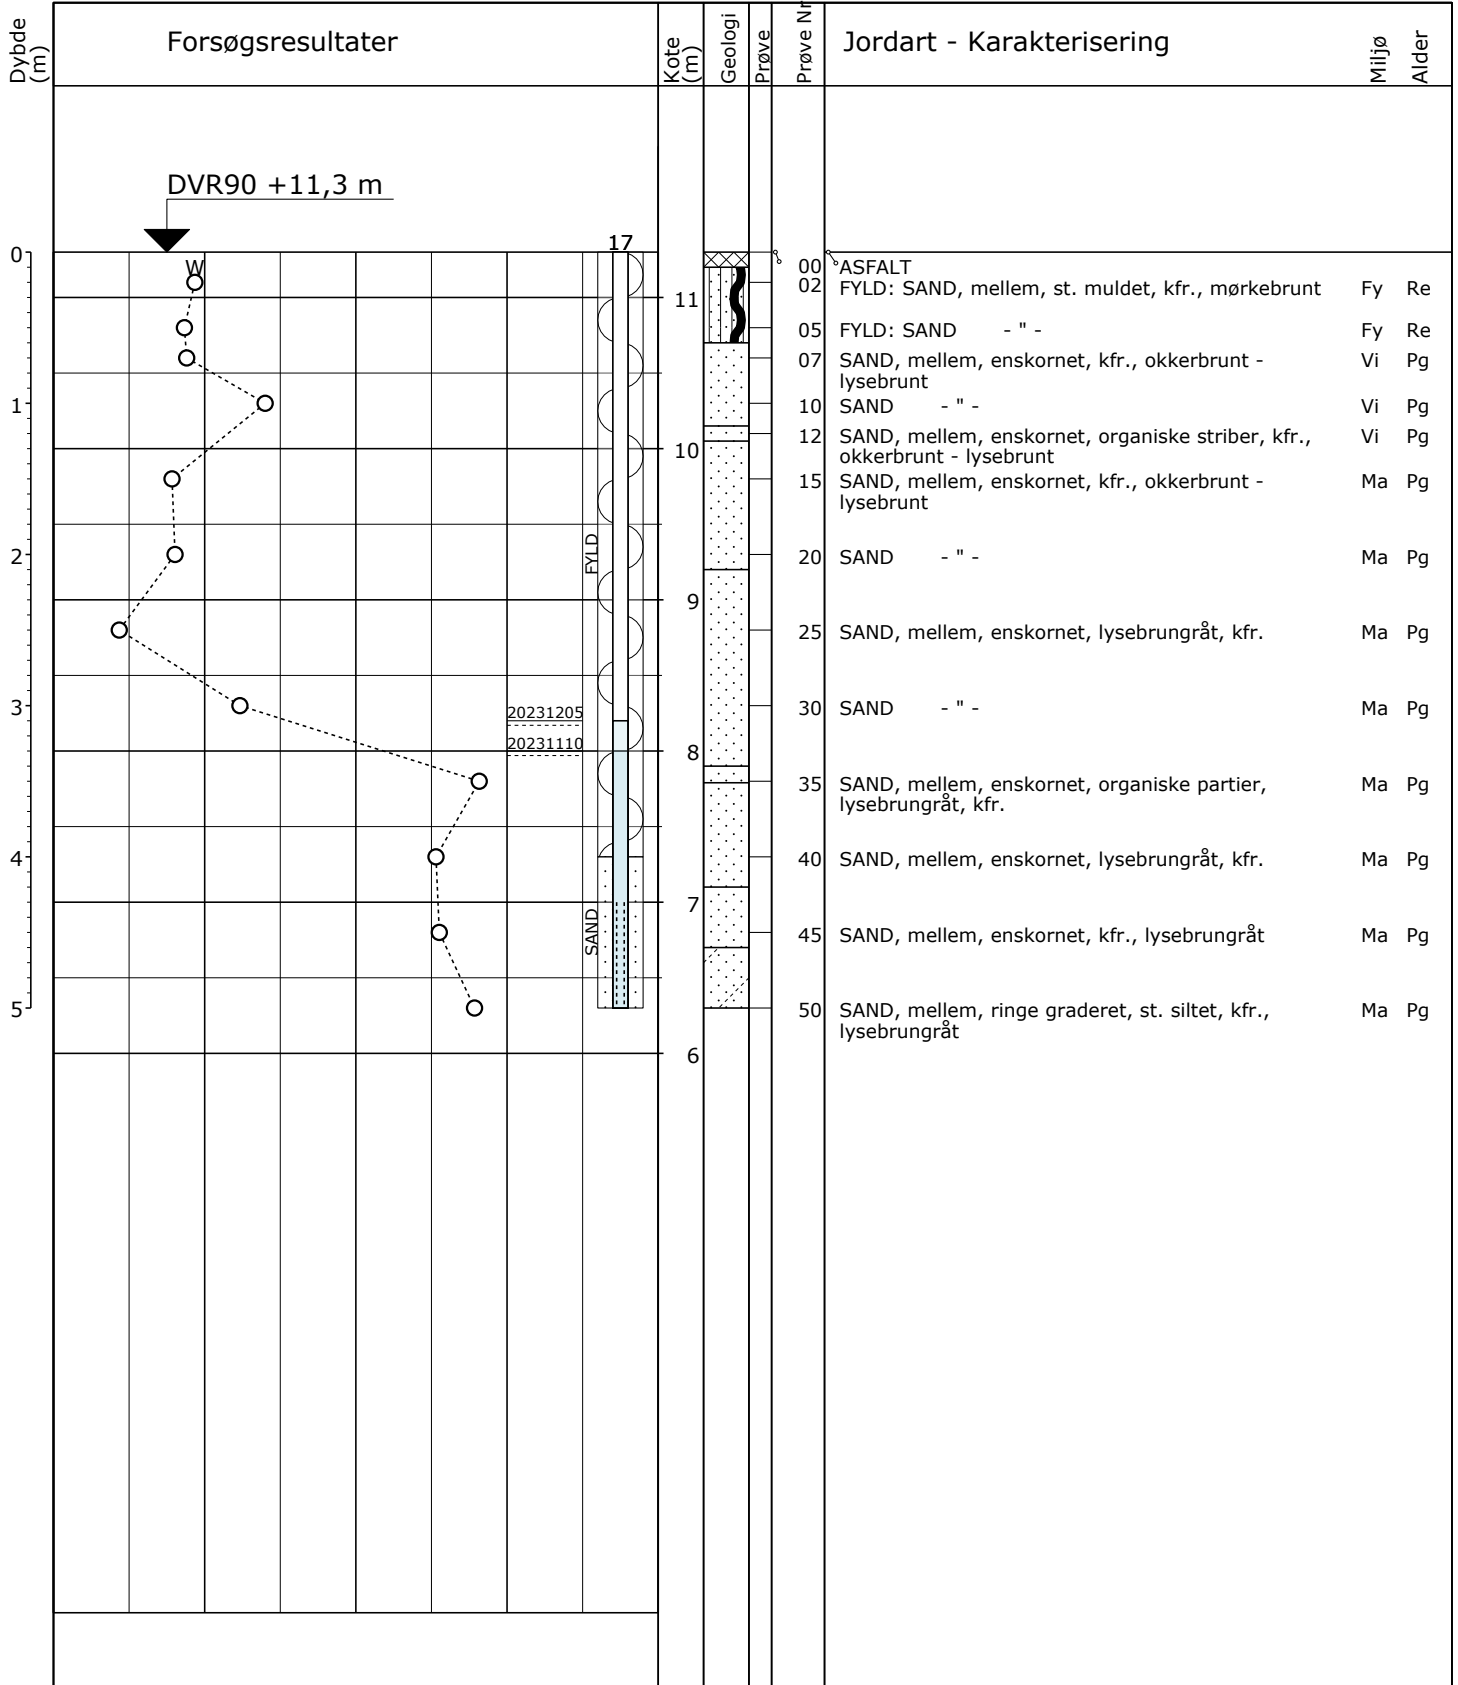 Dybde (m)
Forsøgsresultater
Kote (m)
Geologi
Prøve
Prøve Nr
Jordart - Karakterisering
Miljø
Alder
DVR90 +11,3 m
17
W
0
1
2
3
4
5
11
10
9
8
7
6
FYLD
SAND
20231205
20231110
00 ASFALT
02 FYLD: SAND, mellem, st. muldet, kfr., mørkebrunt Fy Re
05 FYLD: SAND - " - Fy Re
07 SAND, mellem, enskornet, kfr., okkerbrunt - Vi Pg
lysebrunt
10 SAND - " - Vi Pg
12 SAND, mellem, enskornet, organiske striber, kfr., Vi Pg
okkerbrunt - lysebrunt
15 SAND, mellem, enskornet, kfr., okkerbrunt - Ma Pg
lysebrunt
20 SAND - " - Ma Pg
25 SAND, mellem, enskornet, lysebrungråt, kfr. Ma Pg
30 SAND - " - Ma Pg
35 SAND, mellem, enskornet, organiske partier, Ma Pg
lysebrungråt, kfr.
40 SAND, mellem, enskornet, lysebrungråt, kfr. Ma Pg
45 SAND, mellem, enskornet, kfr., lysebrungråt Ma Pg
50 SAND, mellem, ringe graderet, st. siltet, kfr., Ma Pg
lysebrungråt